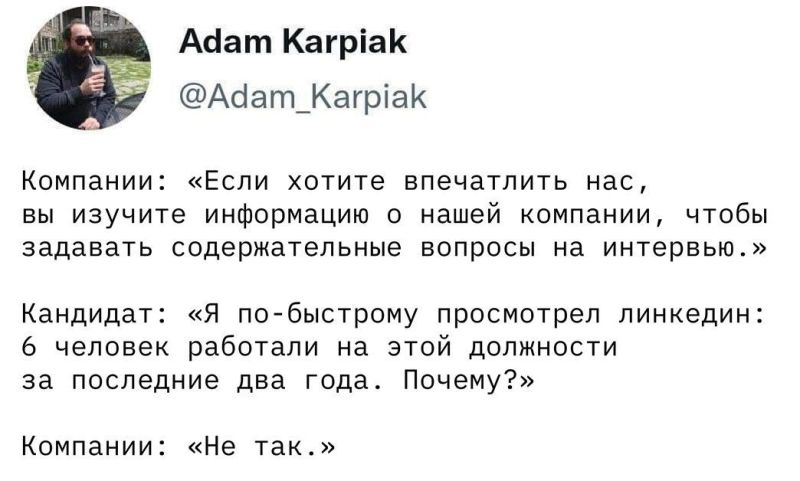 Adam Karpiak
@Adam_Karpiak
Компании: «Если хотите впечатлить нас,
вы изучите информацию о нашей компании, чтобы
задавать содержательные вопросы на интервью.»
Кандидат: «Я по-быстрому просмотрел линкедин:
6 человек работали на этой должности
за последние два года. Почему?»
Компании: «Не так.»